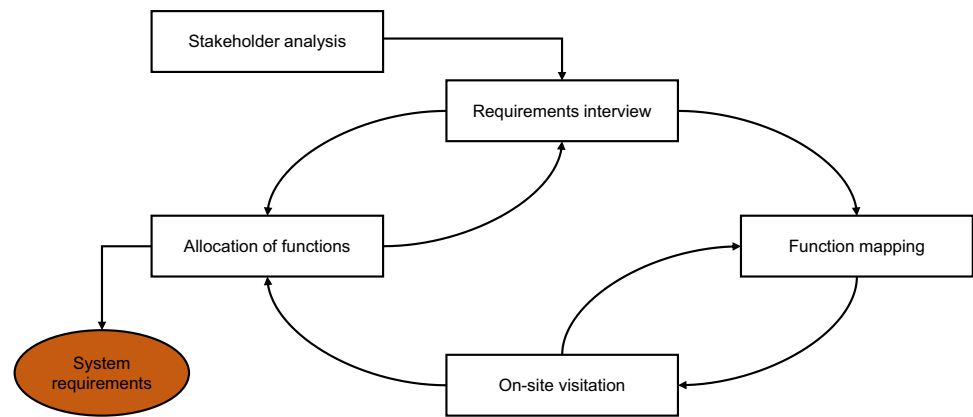 Stakeholder analysis
Requirements interview
Allocation of functions
Function mapping
System
requirements
On-site visitation